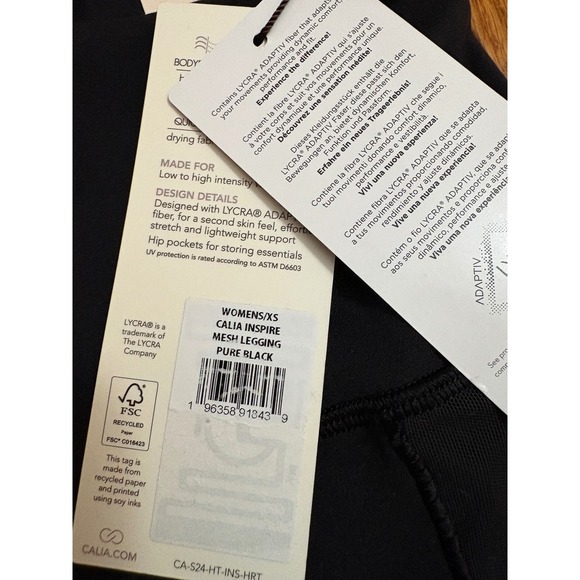 BODY
QUI
drying fab
MADE FOR
Low to high intensity
DESIGN DETAILS
Designed with LYCRA® ADAP
fiber, for a second skin feel, effort
stretch and lightweight support
Hip pockets for storing essentials
UV protection is rated according to ASTM D6603
LYCRA® is a
trademark of
The LYCRA
Company
WOMENS/XS
CALIA INSPIRE
MESH LEGGING
PURE BLACK
1 96358 91843 9
FSC
RECYCLED
Paper
FSC® C016423
This tag is
made from
recycled paper
and printed
using soy inks
CALIA.COM
CA-S24-HT-INS-HRT
Contains LYCRA® ADAPTIV fiber that adapts
your movements providing dynamic comfort,
performance and fit.
Experience the difference!
Contient la fibre LYCRA® ADAPTIV qui s'ajuste
à votre corps et suit vos mouvements pour un
confort dynamique et une performance unique.
Découvrez une sensation inédite!
Dieses Kleidungsstück enthält die
LYCRA® ADAPTIV Faser diese passt sich den
Bewegungen an, bietet dynamischen Komfort,
Funktion und Passform.
Erfahre ein neues Trageerlebnis!
Contiene la fibra LYCRA® ADAPTIV che segue i
tuoi movimenti donando comfort dinamico,
performance e vestibilità.
Vivi una nuova esperienza!
Contiene fibra LYCRA® ADAPTIV, que se adapta
a tus movimientos proporcionando comodidad,
rendimiento y ajuste dinámicos.
Vive una nueva experiencia!
Contém o fio LYCRA® ADAPTIV, que se adap
aos seus movimentos e proporciona con
dinâmico, performance e ajuste
Viva uma nova experiênc
ADAPTIV
See pro
comm